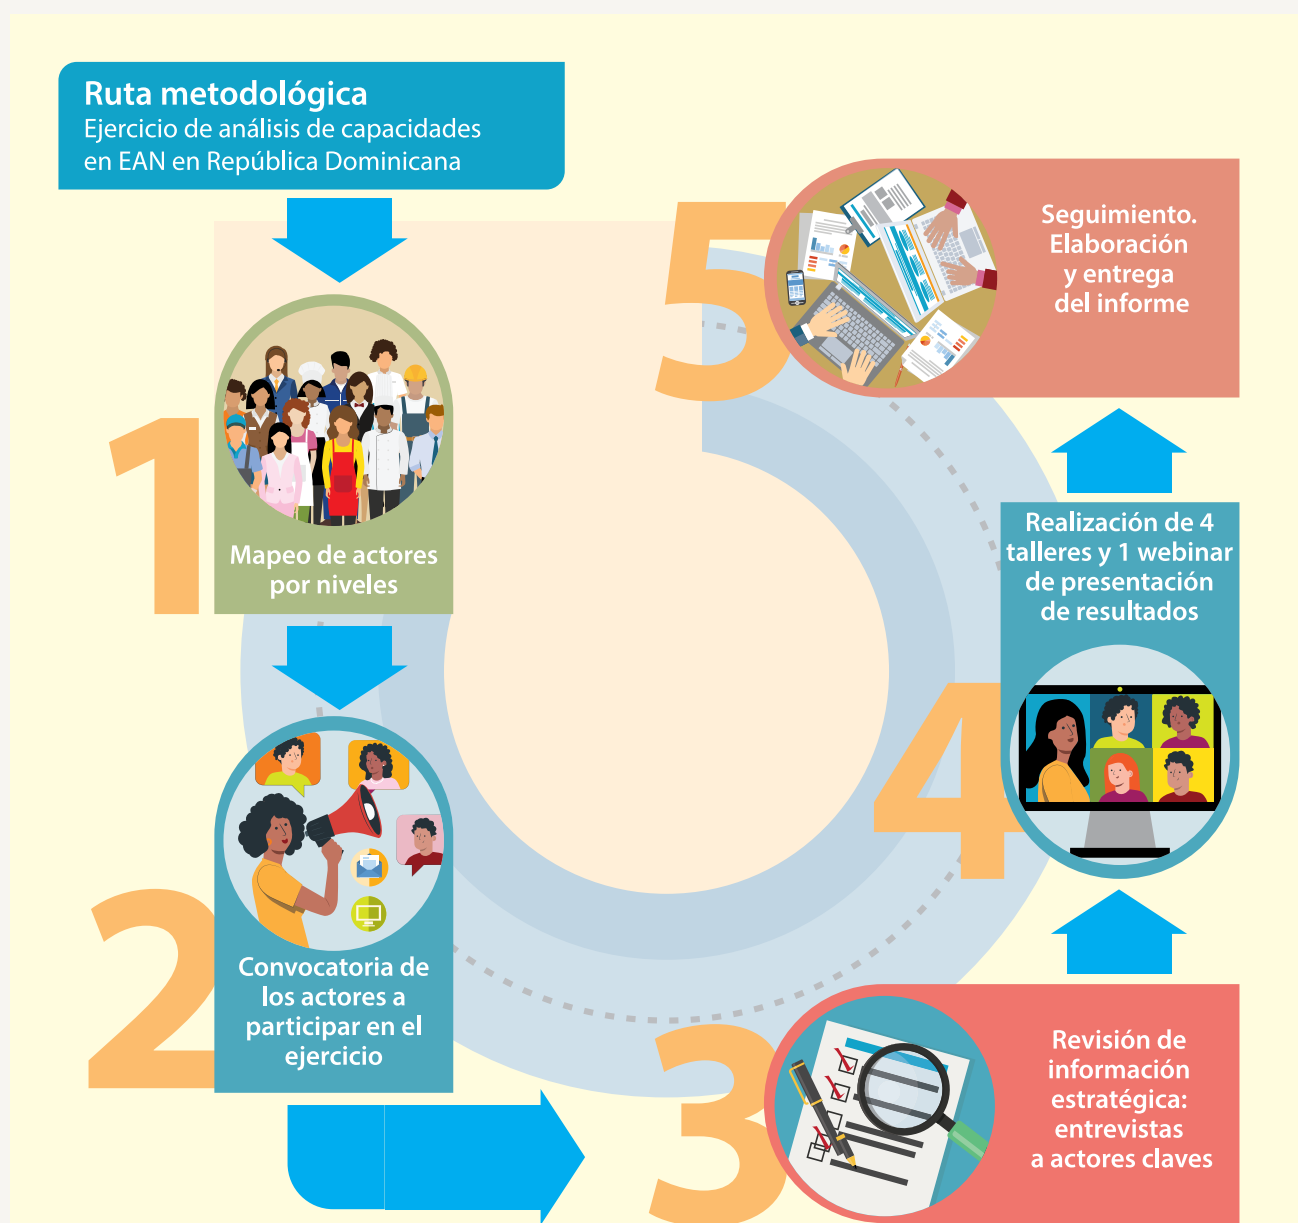 Ruta metodológica
Ejercicio de análisis de capacidades
en EAN en República Dominicana
1
Mapeo de actores
por niveles
2
Convocatoria de
los actores a
participar en el
ejercicio
3
Revisión de
información
estratégica:
entrevistas
a actores claves
4
Realización de 4
talleres y 1 webinar
de presentación
de resultados
5
Seguimiento.
Elaboración
y entrega
del informe